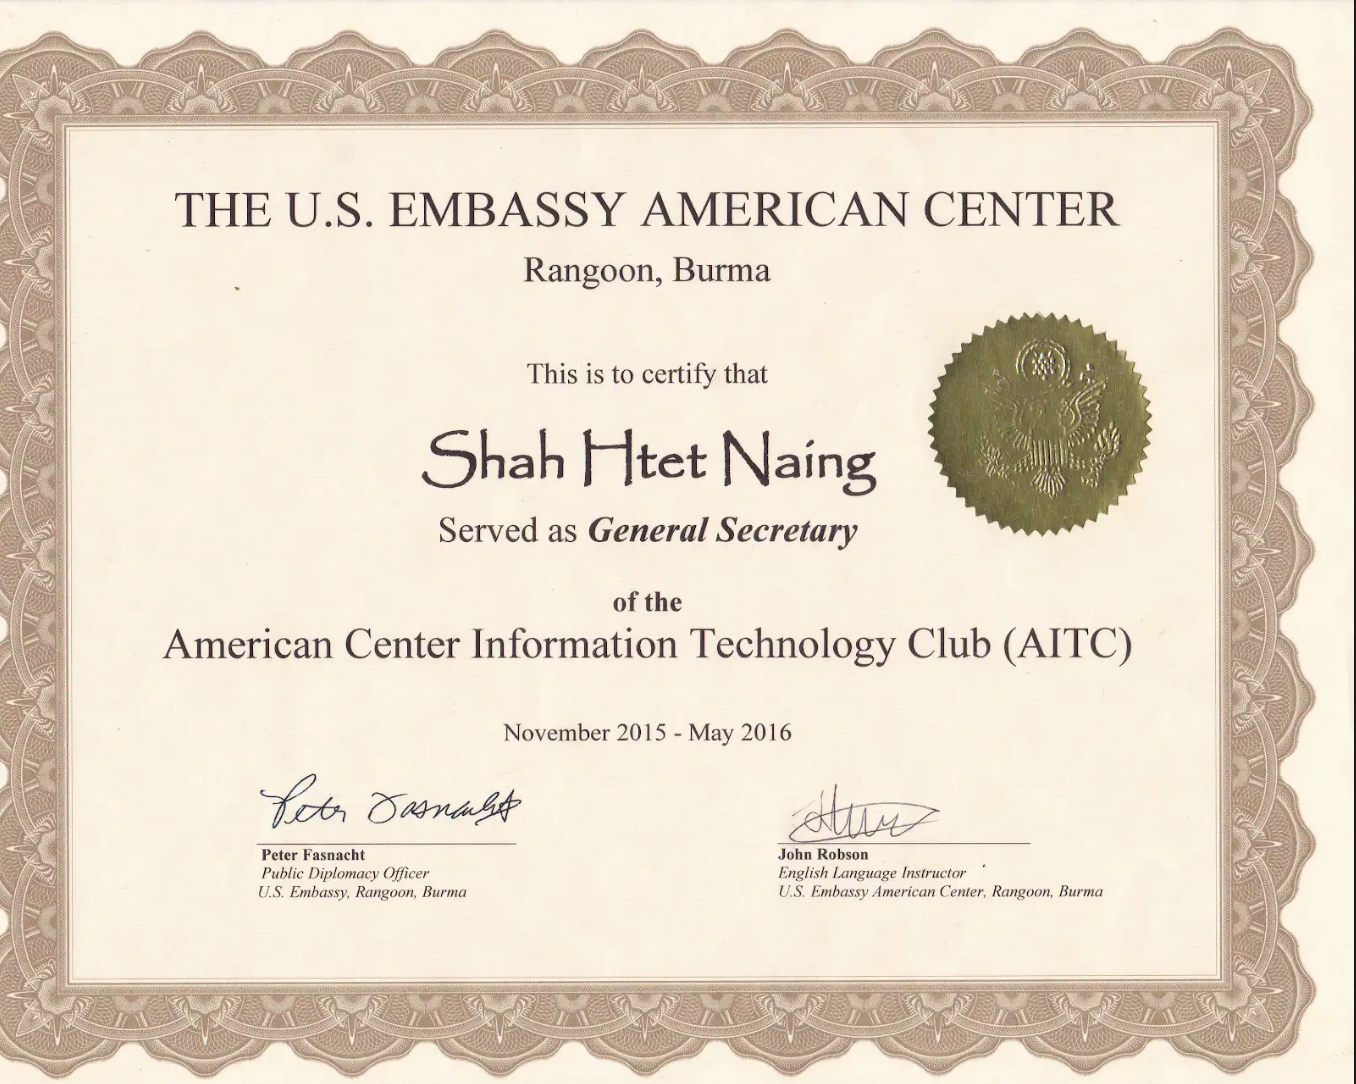 THE U.S. EMBASSY AMERICAN CENTER
Rangoon, Burma
This is to certify that
Shah Htet Naing
Served as General Secretary
of the
American Center Information Technology Club (AITC)
November 2015 - May 2016
Peter Fasnacht
Peter Fasnacht
Public Diplomacy Officer
U.S. Embassy, Rangoon, Burma
John Robson
English Language Instructor
U.S. Embassy American Center, Rangoon, Burma